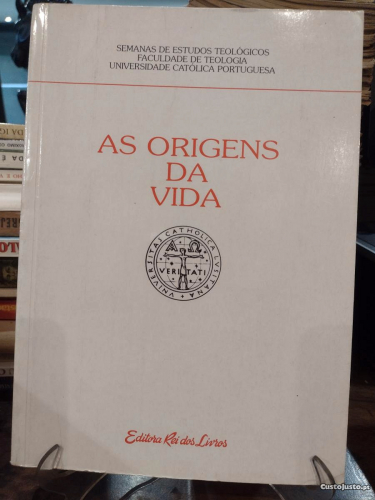 SEMANAS DE ESTUDOS TEOLÓGICOS
FACULDADE DE TEOLOGIA
UNIVERSIDADE CATÓLICA PORTUGUESA
AS ORIGENS
DA
VIDA
UNIVERSITAS CATHOLICA LUSITANA
VERITATI
Editora Rei dos Livros
CustoJusto.pt